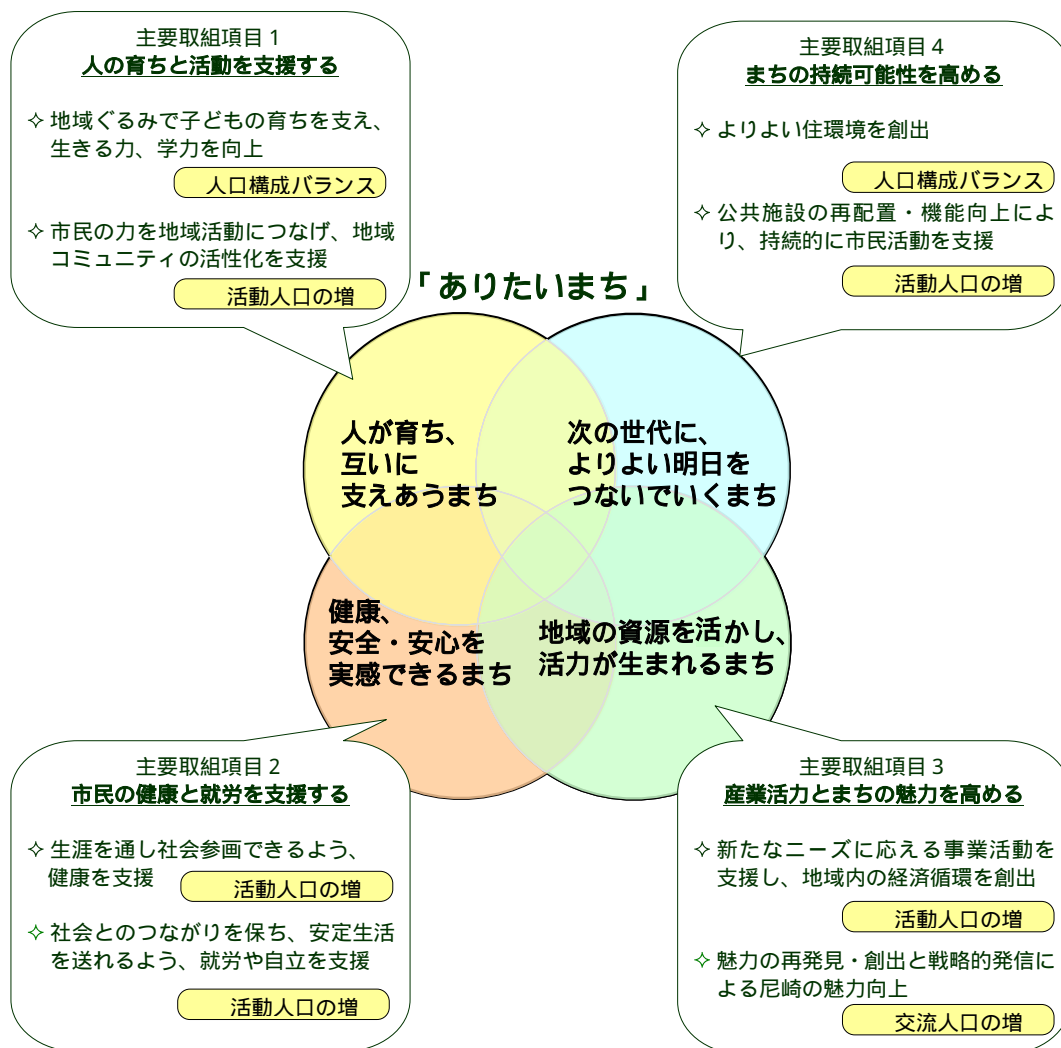 主要取組項目1
人の育ちと活動を支援する
✧ 地域ぐるみで子どもの育ちを支え、
生きる力、学力を向上
人口構成バランス
✧ 市民の力を地域活動につなげ、地域
コミュニティの活性化を支援
活動人口の増
主要取組項目4
まちの持続可能性を高める
✧ よりよい住環境を創出
人口構成バランス
✧ 公共施設の再配置・機能向上によ
り、持続的に市民活動を支援
活動人口の増
「ありたいまち」
人が育ち、
互いに
支えあうまち
次の世代に、
よりよい明日を
つないでいくまち
健康、
安全・安心を
実感できるまち
地域の資源を活かし、
活力が生まれるまち
主要取組項目2
市民の健康と就労を支援する
✧ 生涯を通し社会参画できるよう、
健康を支援
活動人口の増
✧ 社会とのつながりを保ち、安定生活
を送れるよう、就労や自立を支援
活動人口の増
主要取組項目3
産業活力とまちの魅力を高める
✧ 新たなニーズに応える事業活動を
支援し、地域内の経済循環を創出
活動人口の増
✧ 魅力の再発見・創出と戦略的発信に
よる尼崎の魅力向上
交流人口の増